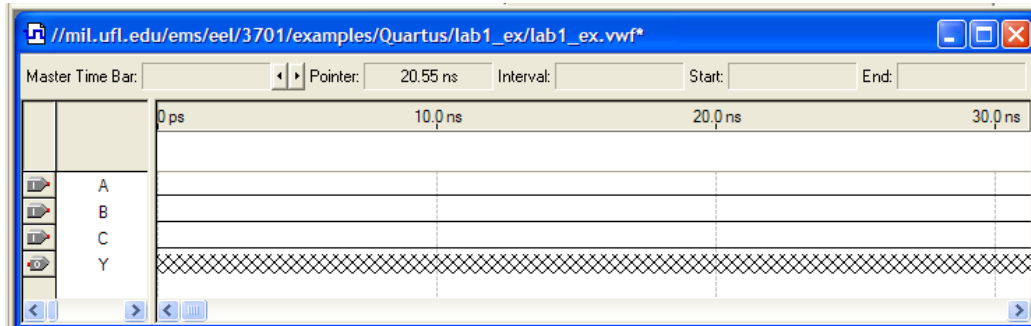 //mil.ufl.edu/ems/eel/3701/examples/Quartus/lab1_ex/lab1_ex.vwf*
Master Time Bar: Pointer: 20.55 ns Interval: Start: End:
0 ps 10.0 ns 20.0 ns 30.0 ns
A
B
C
Y